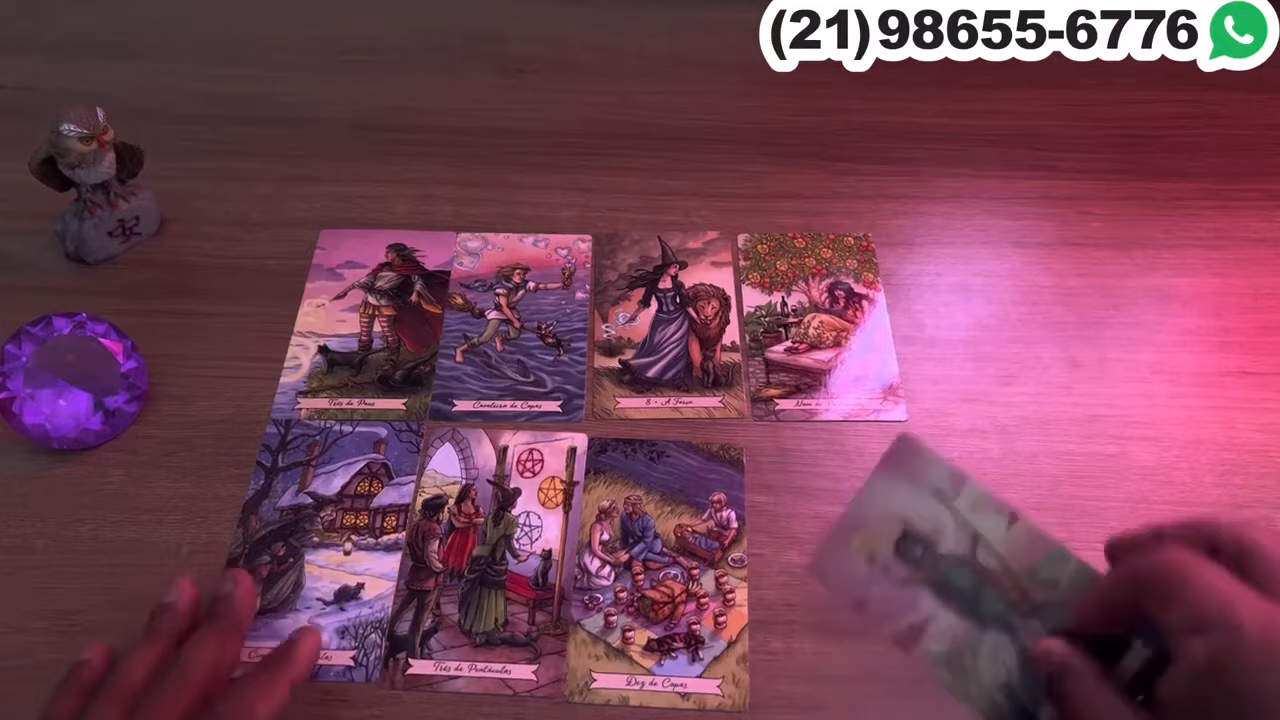 (21)98655-6776
Três de Paus
Cavaleiro de Copas
8 • A Força
Três de Pentáculos
Dez de Copas